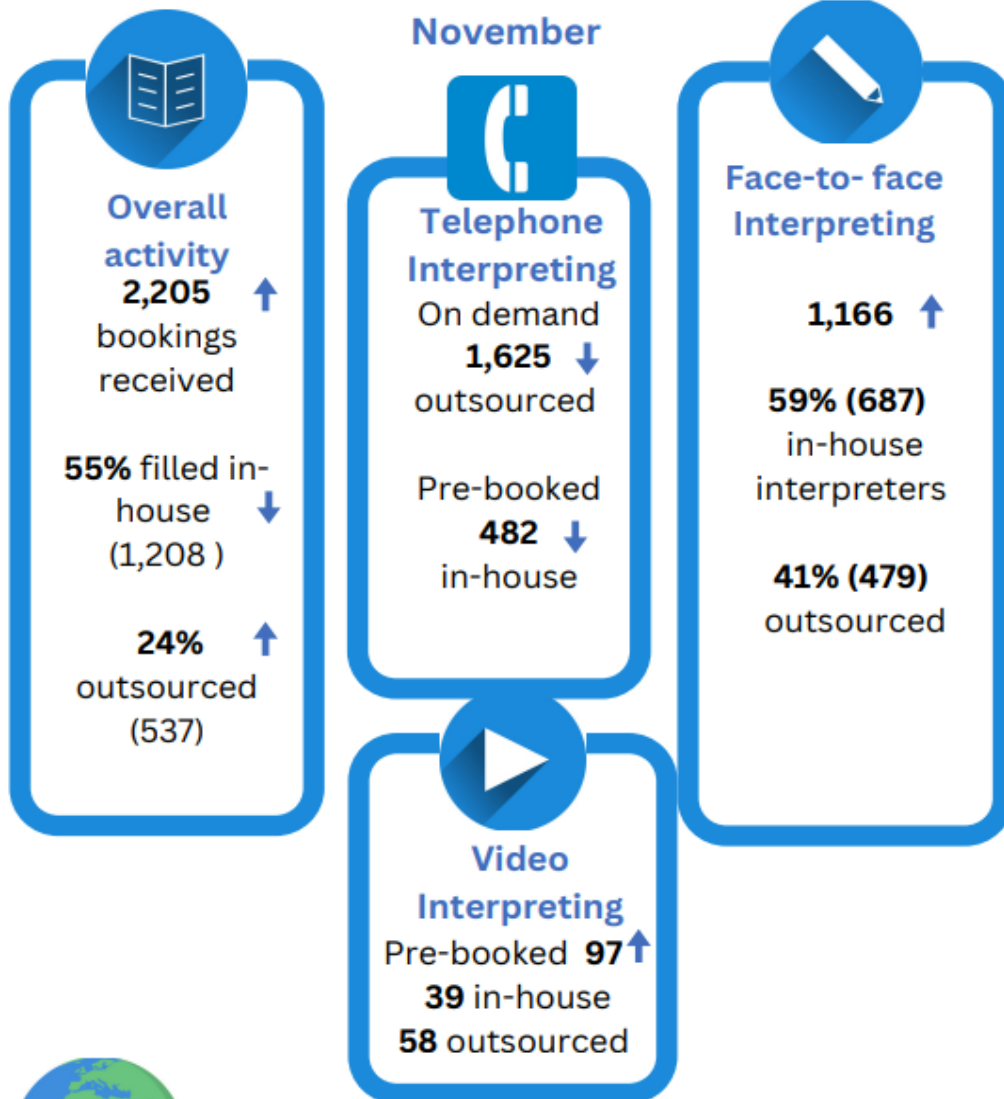 November
Overall
activity
2,205
bookings
received
55% filled in-
house
(1,208 )
24%
outsourced
(537)
Telephone
Interpreting
On demand
1,625
outsourced
Pre-booked
482
in-house
Face-to- face
Interpreting
1,166
59% (687)
in-house
interpreters
41% (479)
outsourced
Video
Interpreting
Pre-booked 97
39 in-house
58 outsourced